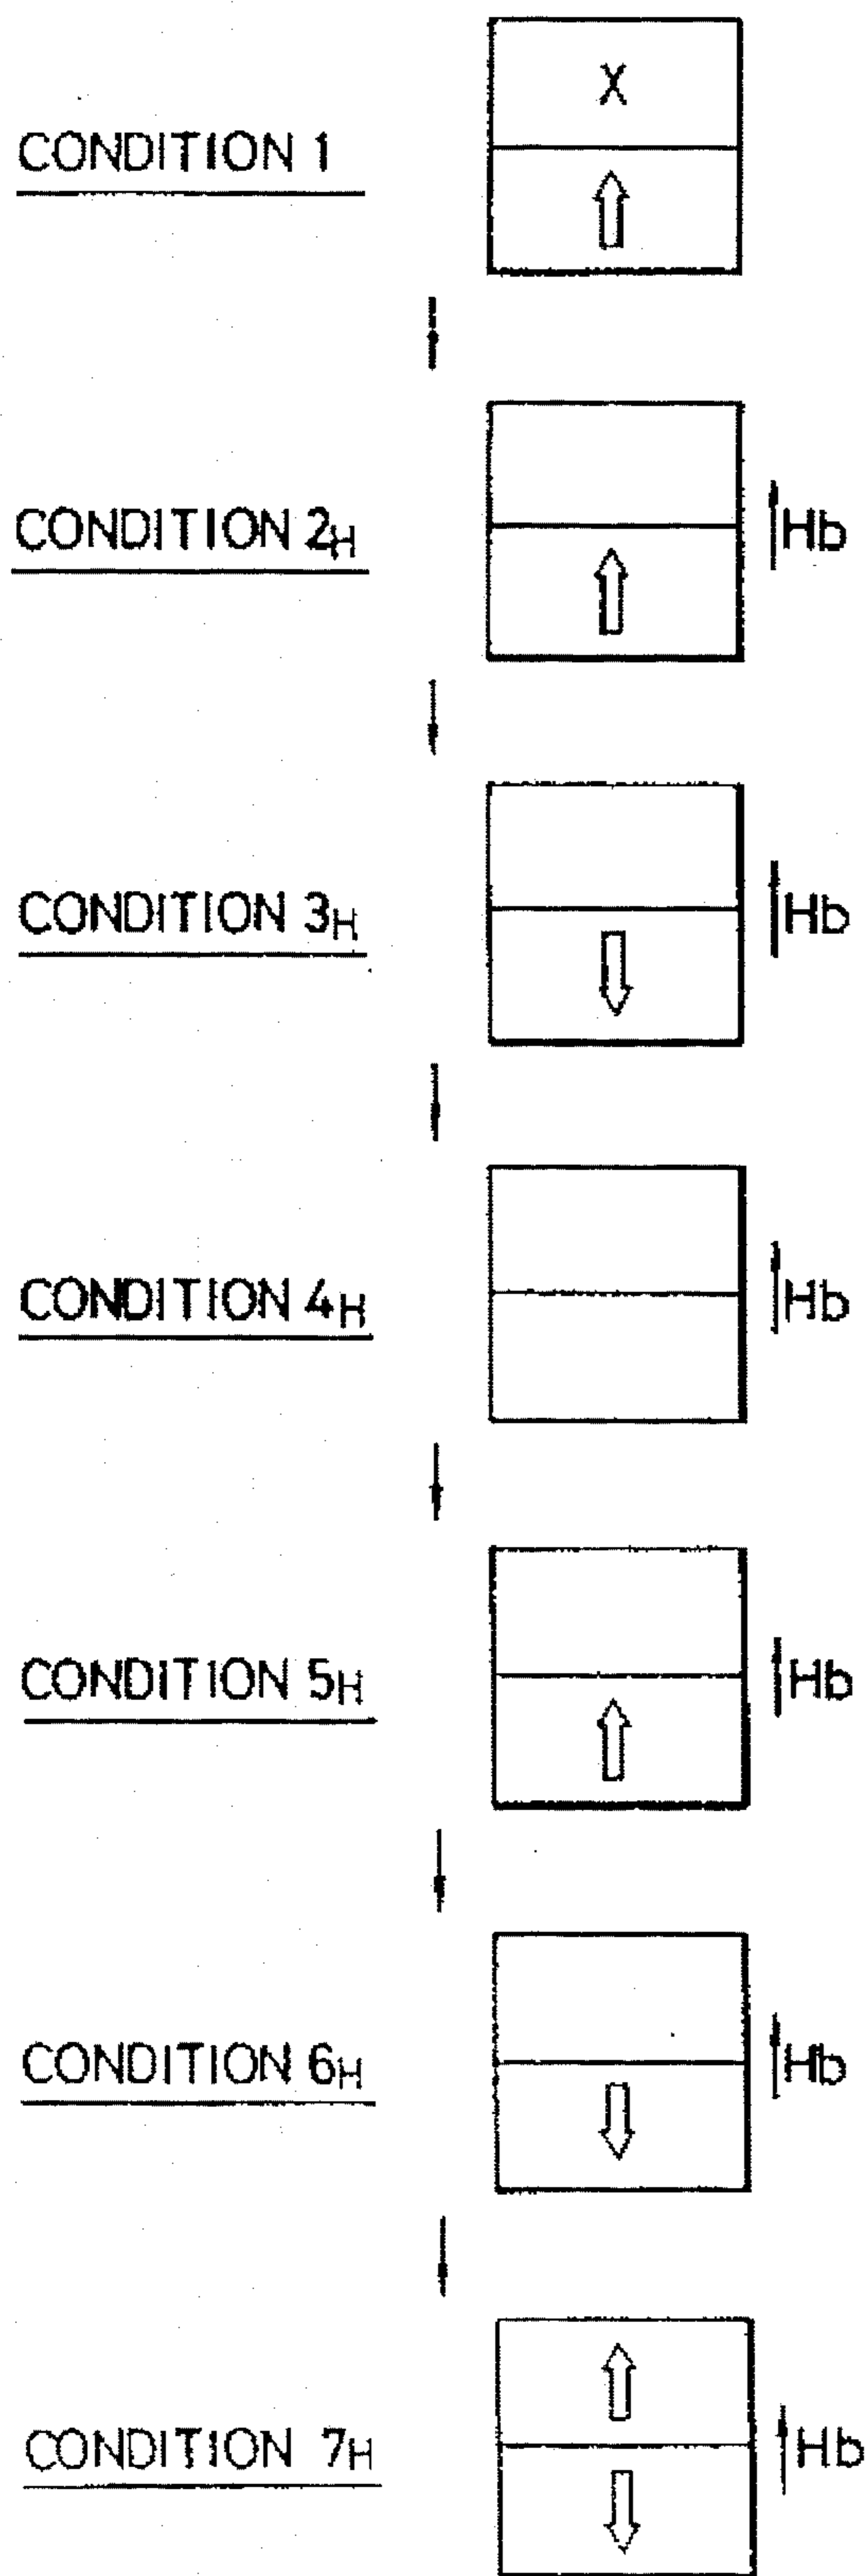 X
CONDITION 1
CONDITION 2H
Hb
CONDITION 3H
Hb
CONDITION 4H
Hb
CONDITION 5H
Hb
CONDITION 6H
Hb
CONDITION 7H
Hb